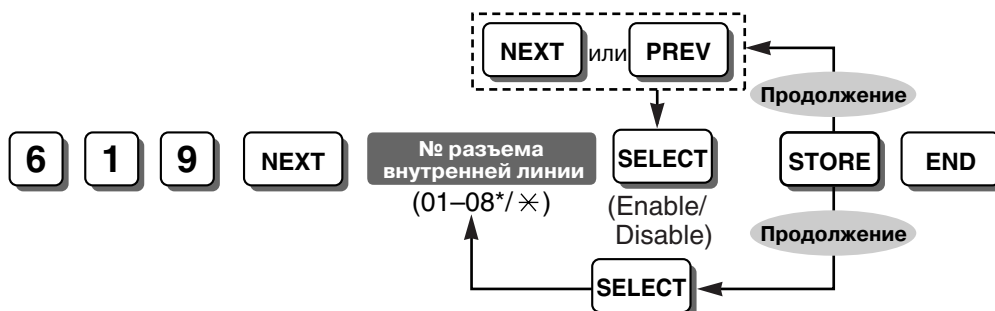 NEXT или PREV
Продолжение
6 1 9 NEXT
№ разъема
внутренней линии
(01–08*/✳)
SELECT
(Enable/
Disable)
STORE
END
Продолжение
SELECT